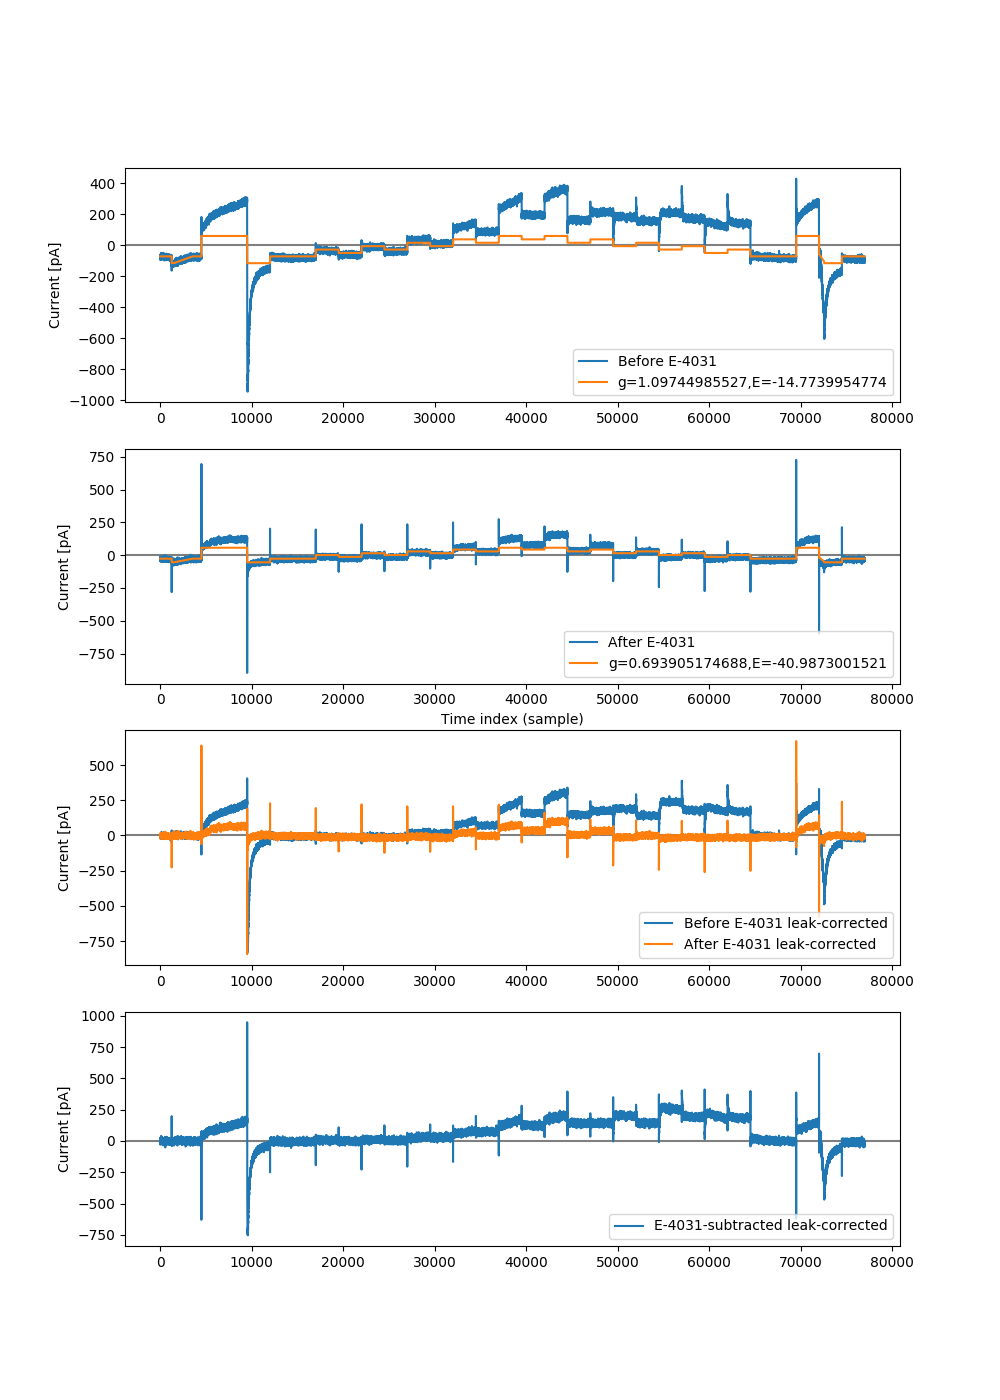 400
200
0
−200
−400
−600
−800
−1000
Current [pA]
Before E-4031
g=1.09744985527,E=-14.7739954774
0 10000 20000 30000 40000 50000 60000 70000 80000
750
500
250
0
−250
−500
−750
Current [pA]
After E-4031
g=0.693905174688,E=-40.9873001521
0 10000 20000 30000 40000 50000 60000 70000 80000
Time index (sample)
500
250
0
−250
−500
−750
Current [pA]
Before E-4031 leak-corrected
After E-4031 leak-corrected
0 10000 20000 30000 40000 50000 60000 70000 80000
1000
750
500
250
0
−250
−500
−750
Current [pA]
E-4031-subtracted leak-corrected
0 10000 20000 30000 40000 50000 60000 70000 80000